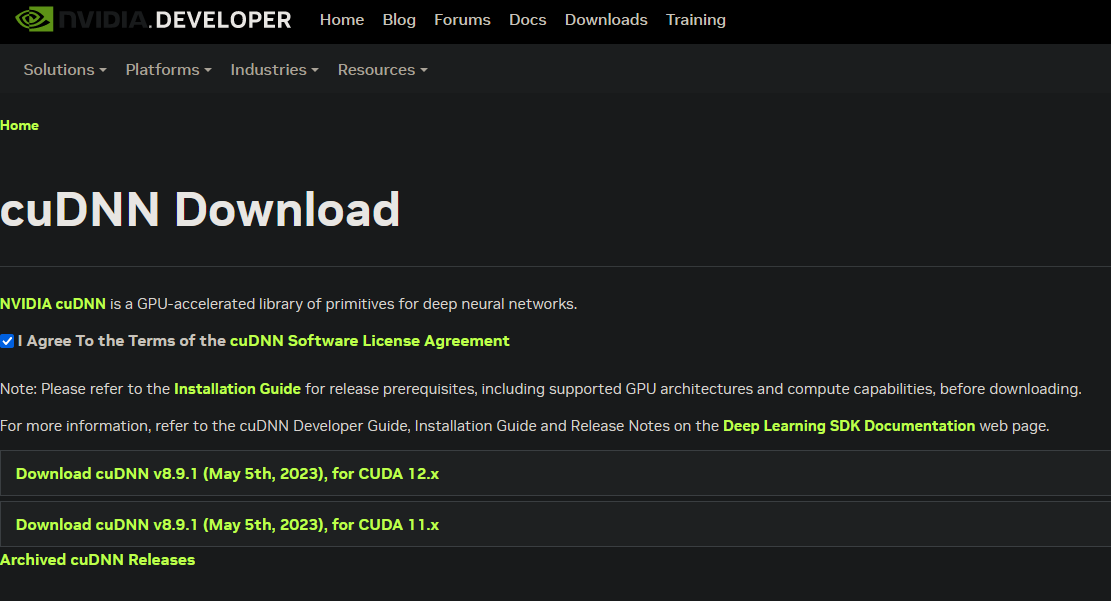 NVIDIA.DEVELOPER Home Blog Forums Docs Downloads Training
Solutions Platforms Industries Resources
Home
cuDNN Download
NVIDIA cuDNN is a GPU-accelerated library of primitives for deep neural networks.
I Agree To the Terms of the cuDNN Software License Agreement
Note: Please refer to the Installation Guide for release prerequisites, including supported GPU architectures and compute capabilities, before downloading.
For more information, refer to the cuDNN Developer Guide, Installation Guide and Release Notes on the Deep Learning SDK Documentation web page.
Download cuDNN v8.9.1 (May 5th, 2023), for CUDA 12.x
Download cuDNN v8.9.1 (May 5th, 2023), for CUDA 11.x
Archived cuDNN Releases